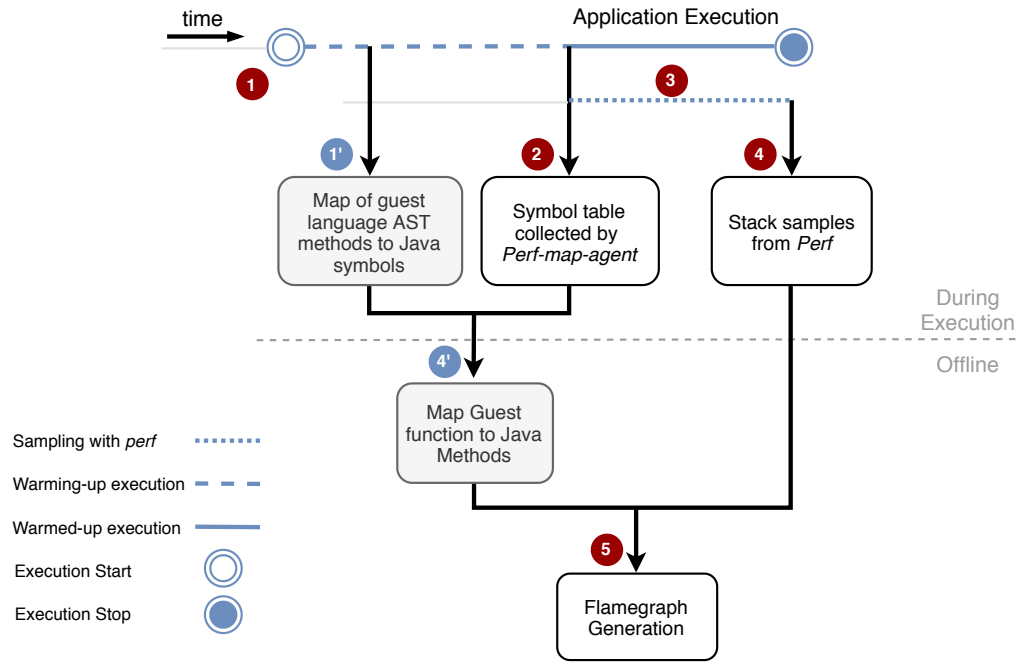 time
Application Execution
1
3
1'
2
4
Map of guest
language AST
methods to Java
symbols
Symbol table
collected by
Perf-map-agent
Stack samples
from Perf
During
Execution
Offline
4'
Map Guest
function to Java
Methods
Sampling with perf
Warming-up execution
Warmed-up execution
Execution Start
Execution Stop
5
Flamegraph
Generation